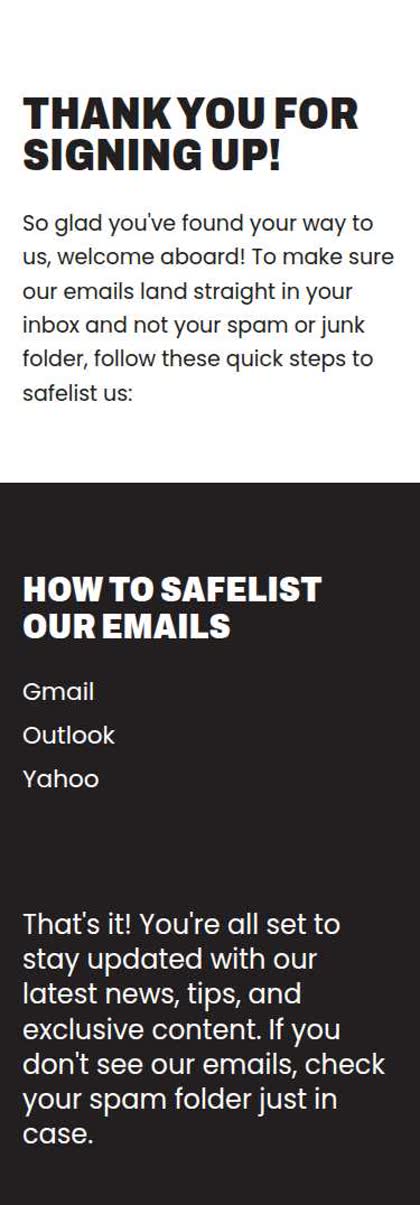 THANK YOU FOR
SIGNING UP!
So glad you've found your way to
us, welcome aboard! To make sure
our emails land straight in your
inbox and not your spam or junk
folder, follow these quick steps to
safelist us:
HOW TO SAFELIST
OUR EMAILS
Gmail
Outlook
Yahoo
That's it! You're all set to
stay updated with our
latest news, tips, and
exclusive content. If you
don't see our emails, check
your spam folder just in
case.